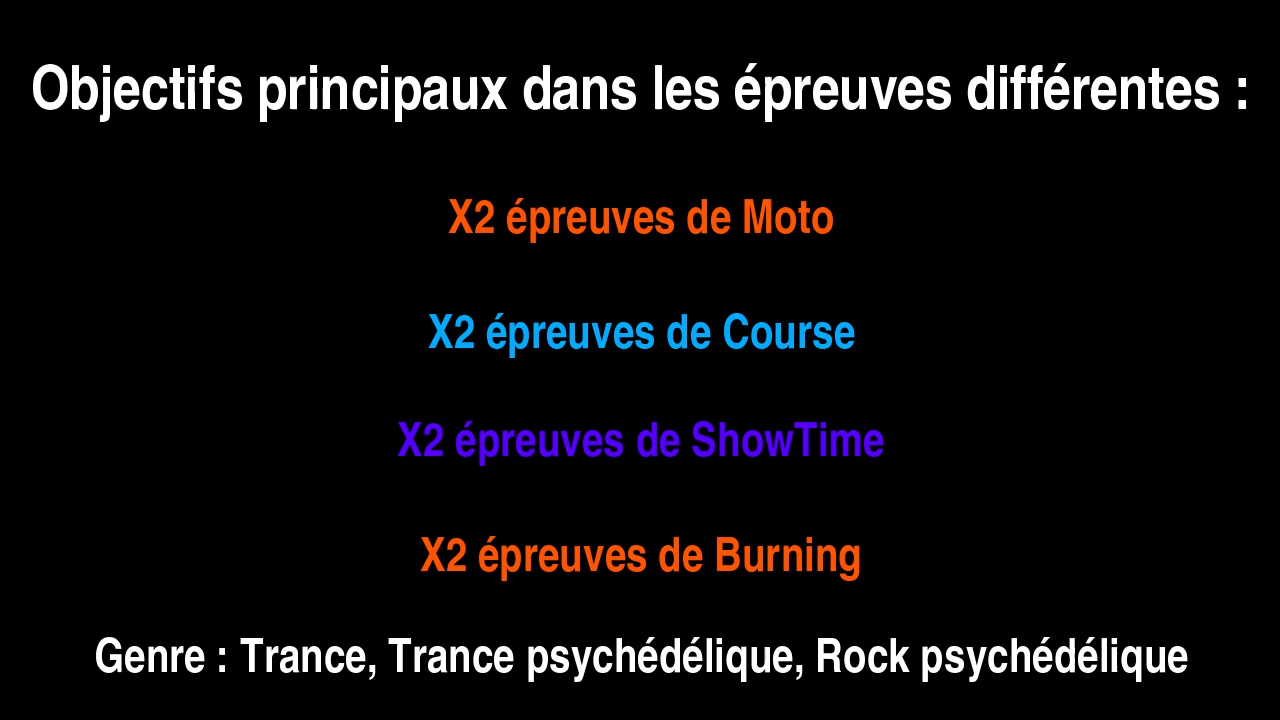 Objectifs principaux dans les épreuves différentes :
X2 épreuves de Moto
X2 épreuves de Course
X2 épreuves de ShowTime
X2 épreuves de Burning
Genre : Trance, Trance psychédélique, Rock psychédélique